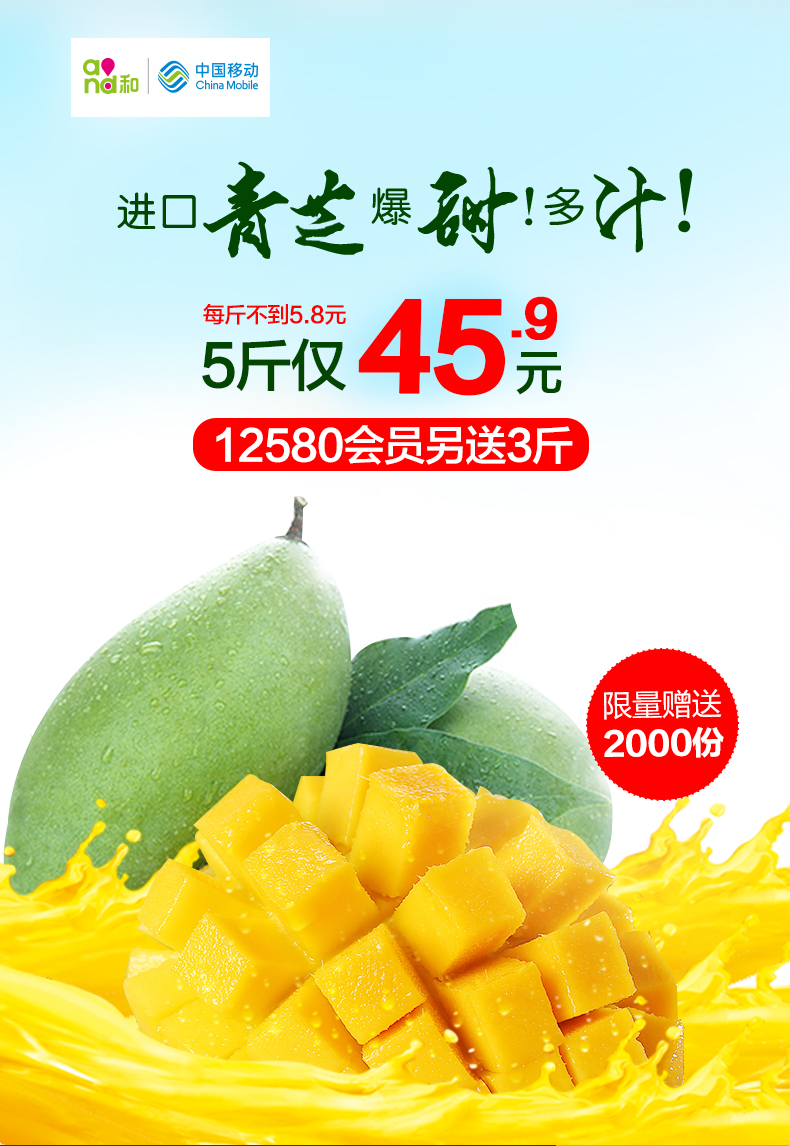 and和 中国移动
China Mobile
进口青芒爆甜!多汁!
每斤不到5.8元
5斤仅45.9元
12580会员另送3斤
限量赠送
2000份